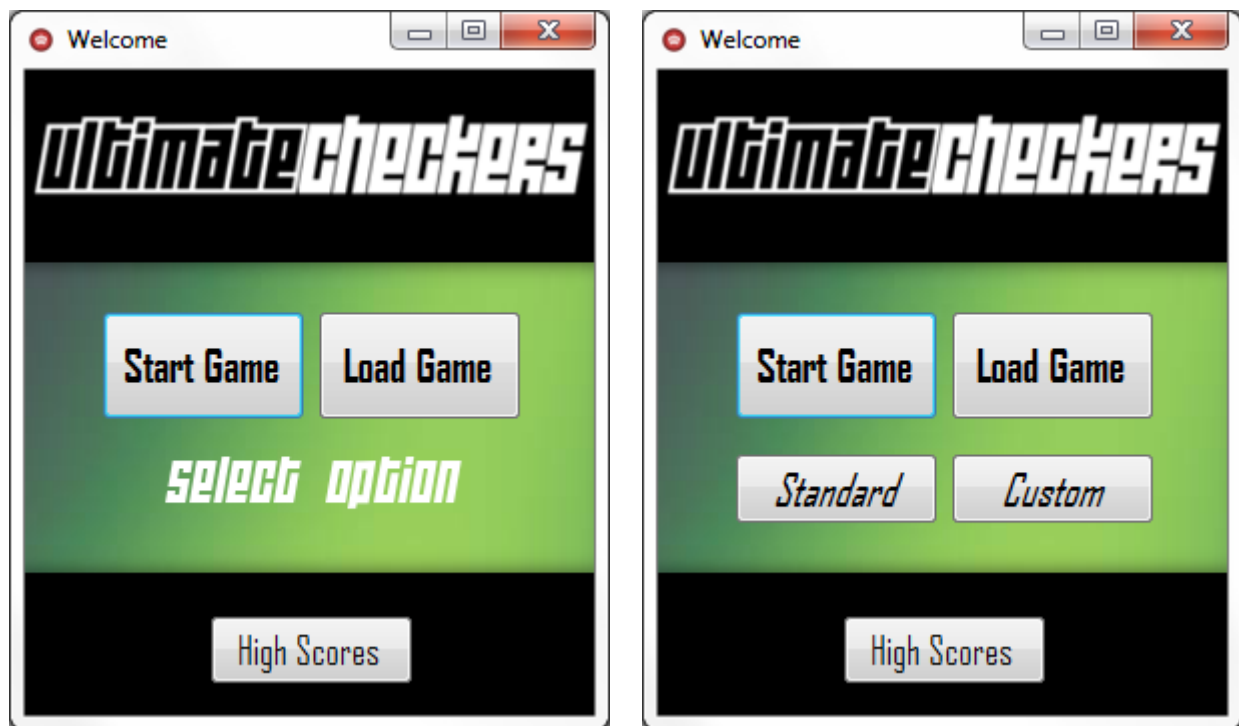 Welcome
ultimatecheckers
Start Game Load Game
select option
High Scores
Welcome
ultimatecheckers
Start Game Load Game
Standard Custom
High Scores